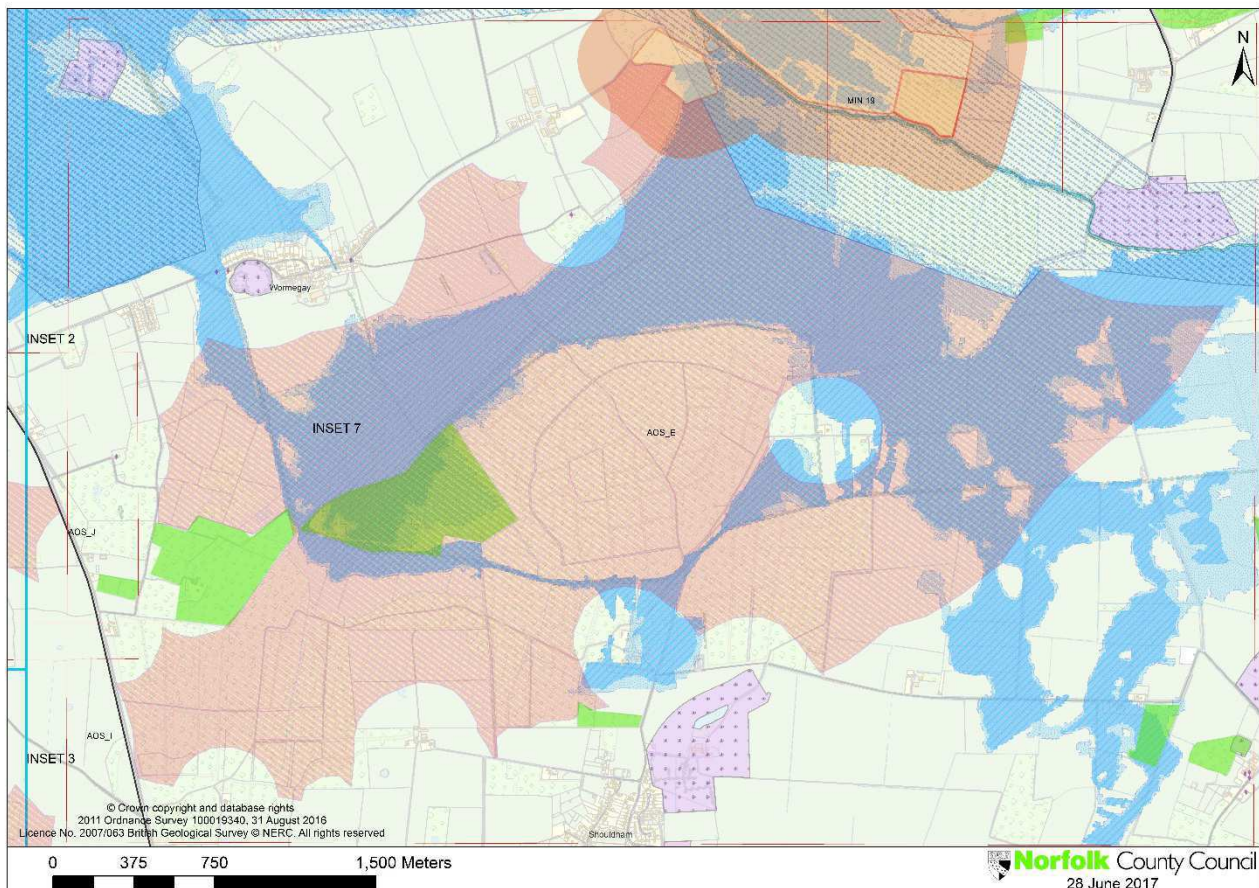 N
MIN 19
Wormegay
INSET 2
INSET 7
AOS_E
AOS_J
AOS_I
INSET 3
Shouldham
© Crown copyright and database rights
2011 Ordnance Survey 100019340, 31 August 2016
Licence No. 2007/063 British Geological Survey © NERC. All rights reserved
0 375 750 1,500 Meters
Norfolk County Council
28 June 2017